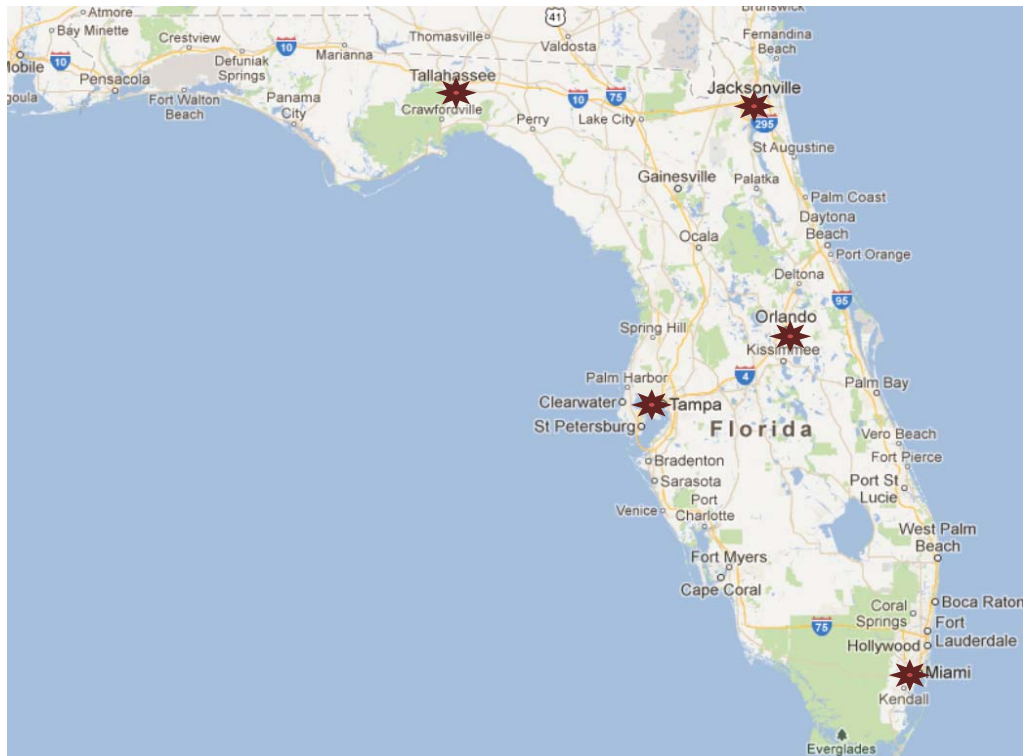 Atmore
Bay Minette
Crestview
10
Mobile
10
Pensacola
Defuniak
Springs
Marianna
Fort Walton
Beach
Panama
City
41
Thomasville
Valdosta
Tallahassee
Crawfordville
10
75
Perry
Lake City
Brunswick
Fernandina
Beach
Jacksonville
295
St Augustine
Gainesville
Palatka
Palm Coast
Daytona
Beach
Ocala
Port Orange
Deltona
95
Orlando
Spring Hill
Kissimmee
Palm Harbor
4
Palm Bay
Clearwater
Tampa
St Petersburg
Florida
Vero Beach
Bradenton
Fort Pierce
Sarasota
Port St
Lucie
Port
Charlotte
Venice
West Palm
Beach
Fort Myers
Cape Coral
Boca Raton
Coral
Springs
75
Fort
Lauderdale
Hollywood
Miami
Kendall
Everglades